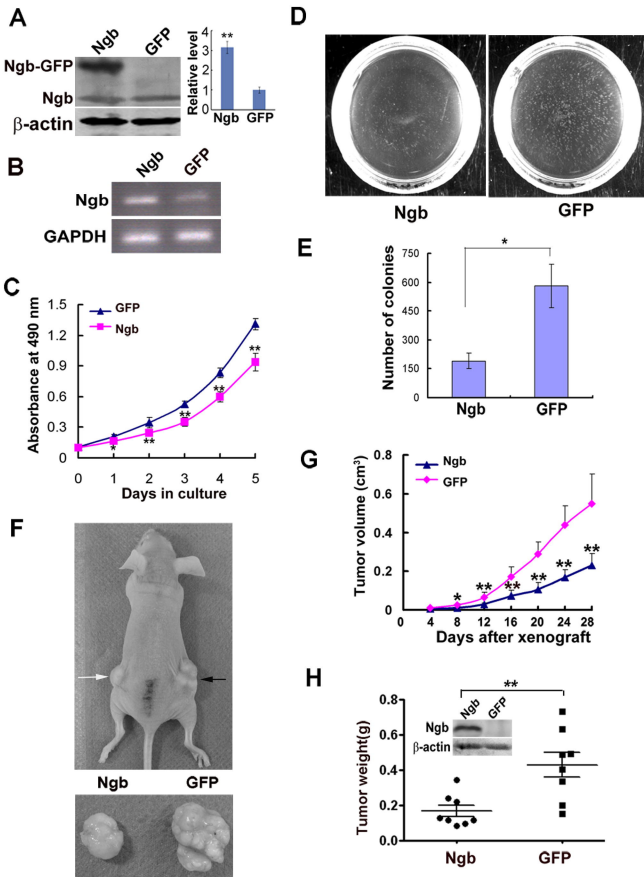 A
Ngb GFP
Ngb-GFP
Ngb
β-actin
Relative level
4
3
2
1
0
**
Ngb GFP
B
Ngb GFP
Ngb
GAPDH
C
Absorbance at 490 nm
1.5
1.2
0.9
0.6
0.3
0
GFP
Ngb
* ** ** ** **
0 1 2 3 4 5
Days in culture
D
Ngb GFP
E
Number of colonies
750
600
450
300
150
0
*
Ngb GFP
F
Ngb GFP
G
Tumor volume (cm3)
0.8
0.6
0.4
0.2
0
Ngb
GFP
* ** ** ** ** **
0 4 8 12 16 20 24 28
Days after xenograft
H
Tumor weight(g)
0.8
0.6
0.4
0.2
0.0
**
Ngb GFP
Ngb
β-actin
Ngb GFP